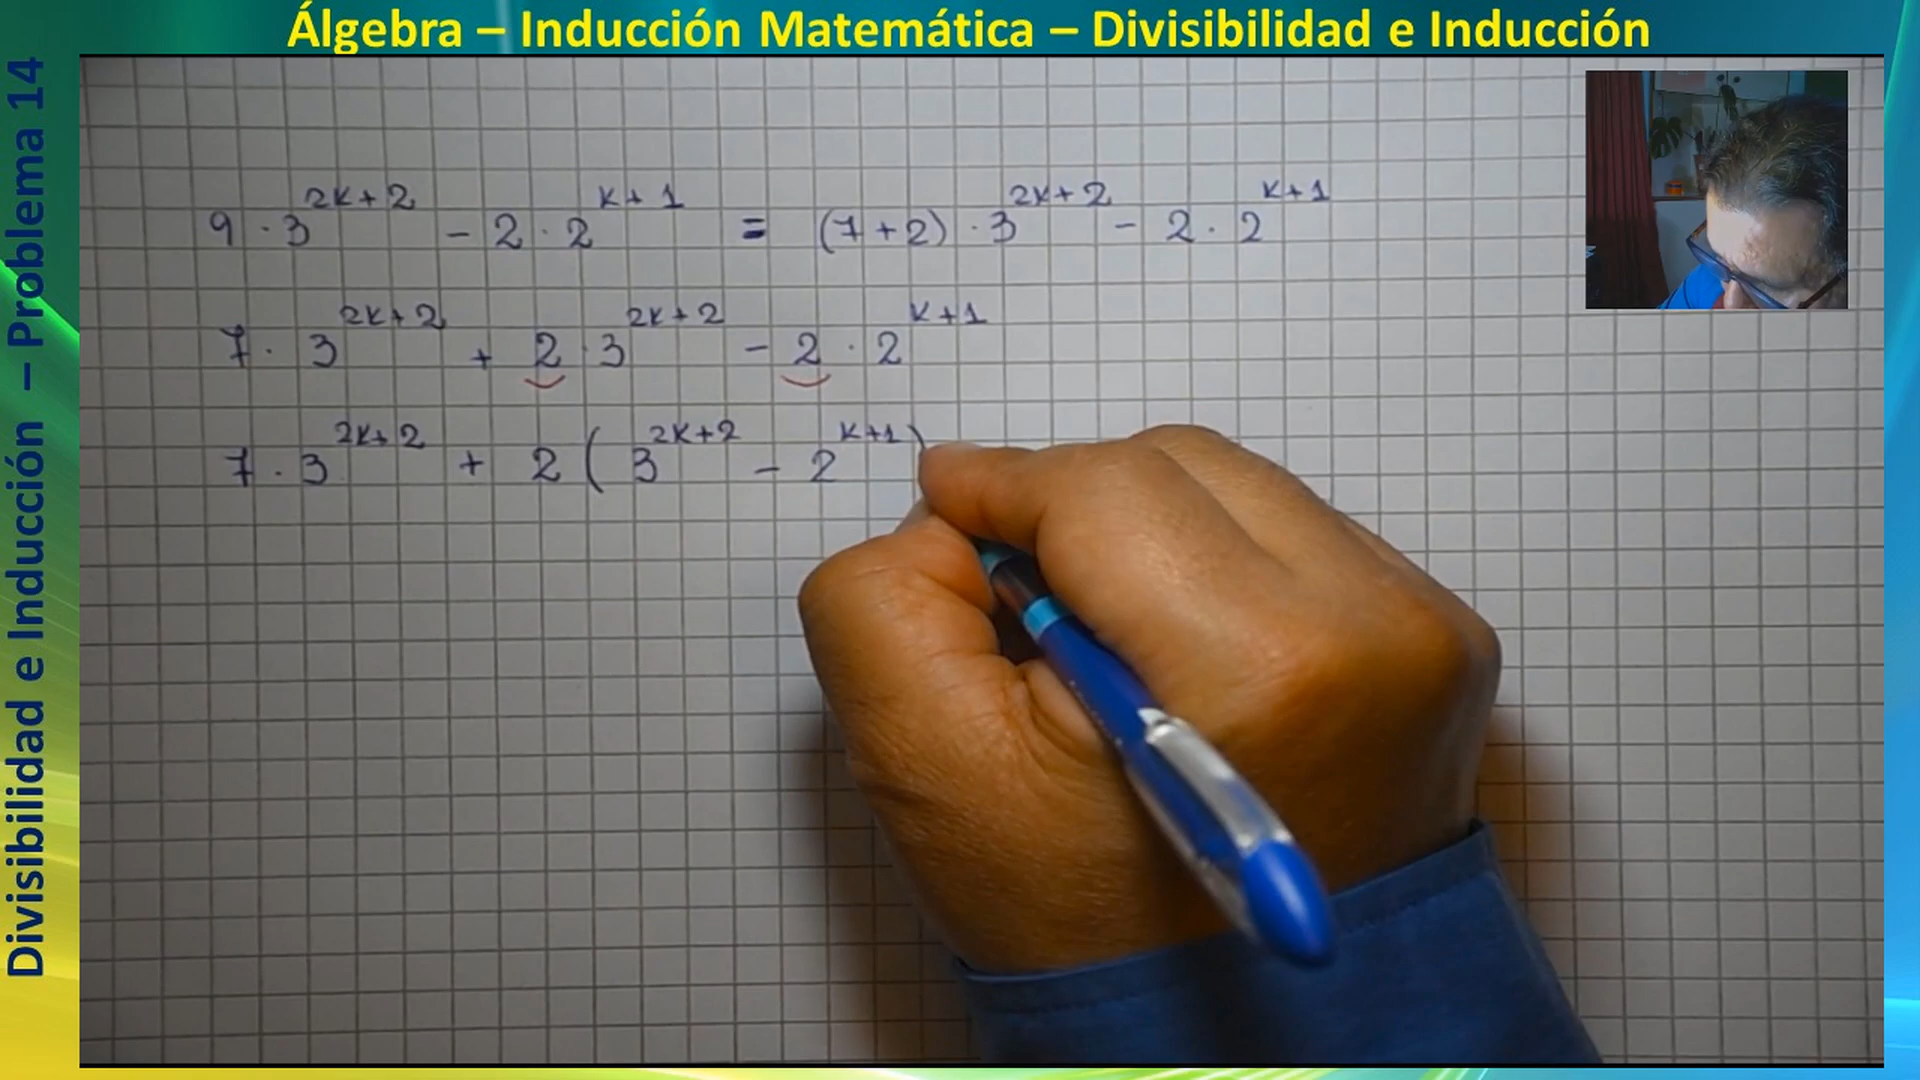 Álgebra – Inducción Matemática – Divisibilidad e Inducción
Divisibilidad e Inducción – Problema 14
9 · 3^{2k+2} - 2 · 2^{k+1} = (7+2) · 3^{2k+2} - 2 · 2^{k+1}
7 · 3^{2k+2} + 2 · 3^{2k+2} - 2 · 2^{k+1}
7 · 3^{2k+2} + 2 ( 3^{2k+2} - 2^{k+1} )